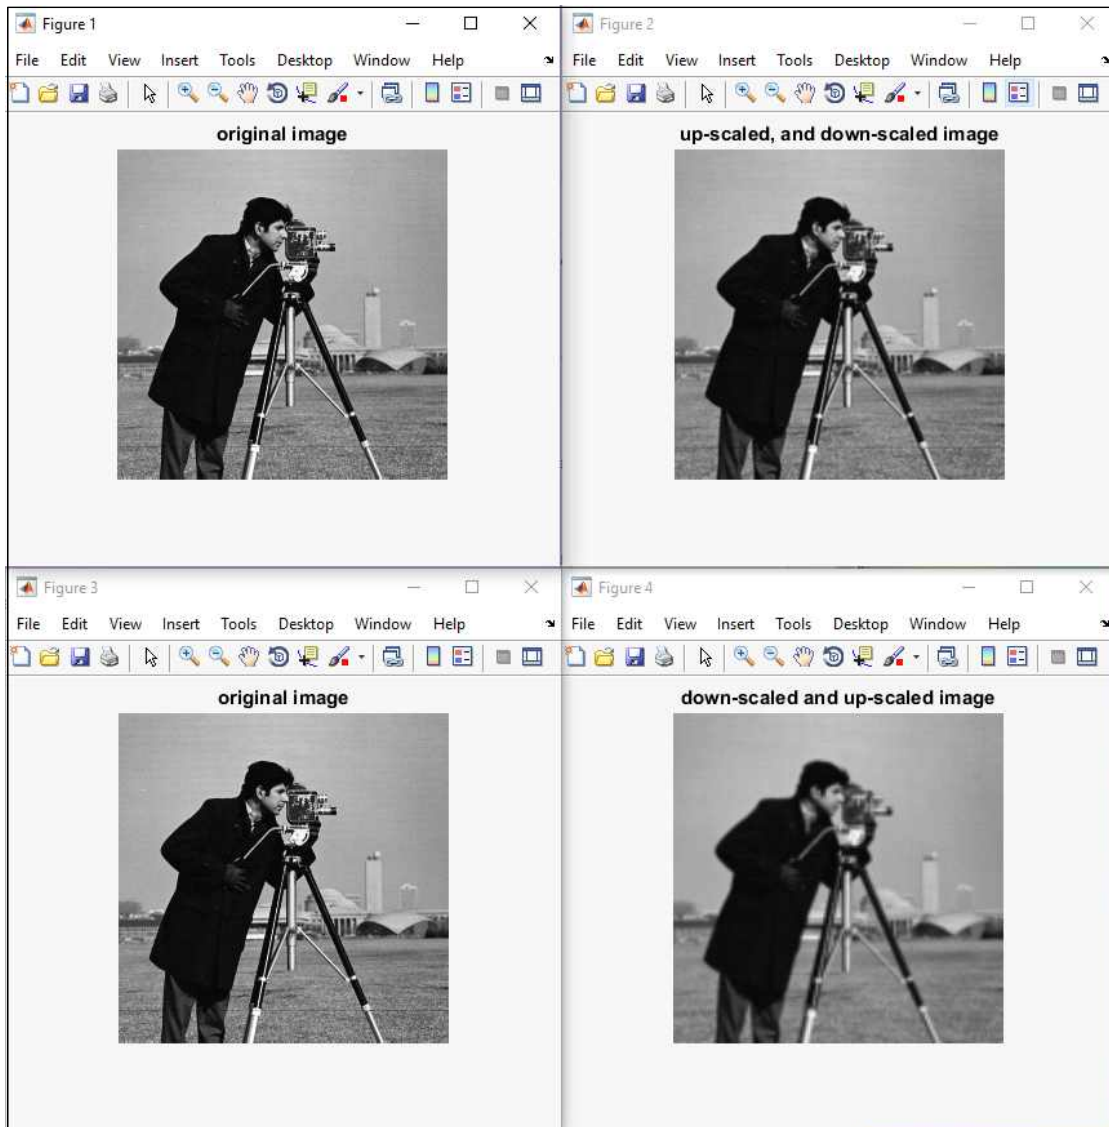 Figure 1
File Edit View Insert Tools Desktop Window Help
original image
Figure 2
File Edit View Insert Tools Desktop Window Help
up-scaled, and down-scaled image
Figure 3
File Edit View Insert Tools Desktop Window Help
original image
Figure 4
File Edit View Insert Tools Desktop Window Help
down-scaled and up-scaled image